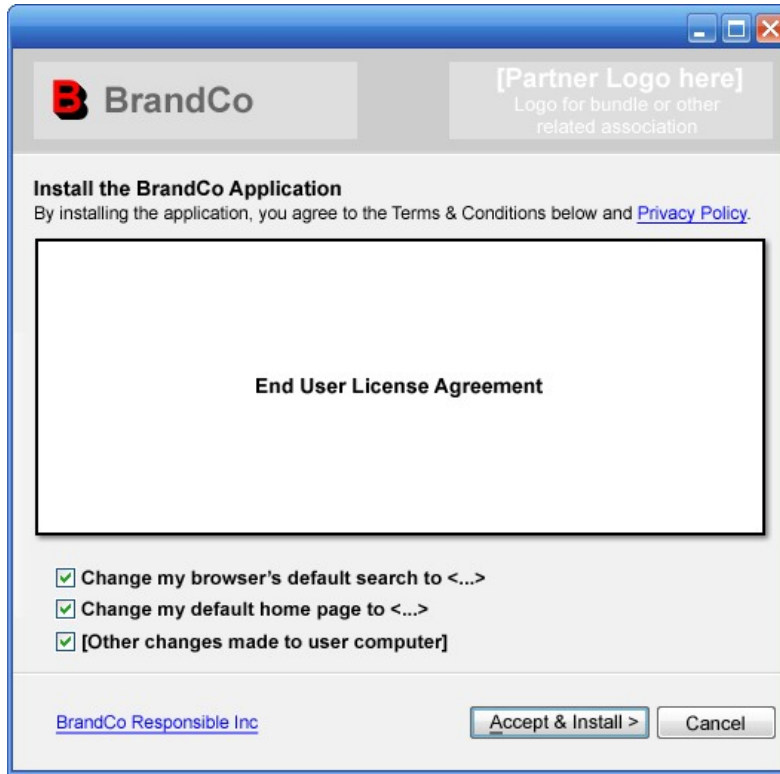 B BrandCo
[Partner Logo here]
Logo for bundle or other
related association
Install the BrandCo Application
By installing the application, you agree to the Terms & Conditions below and Privacy Policy.
End User License Agreement
Change my browser's default search to <...>
Change my default home page to <...>
[Other changes made to user computer]
BrandCo Responsible Inc
Accept & Install >
Cancel